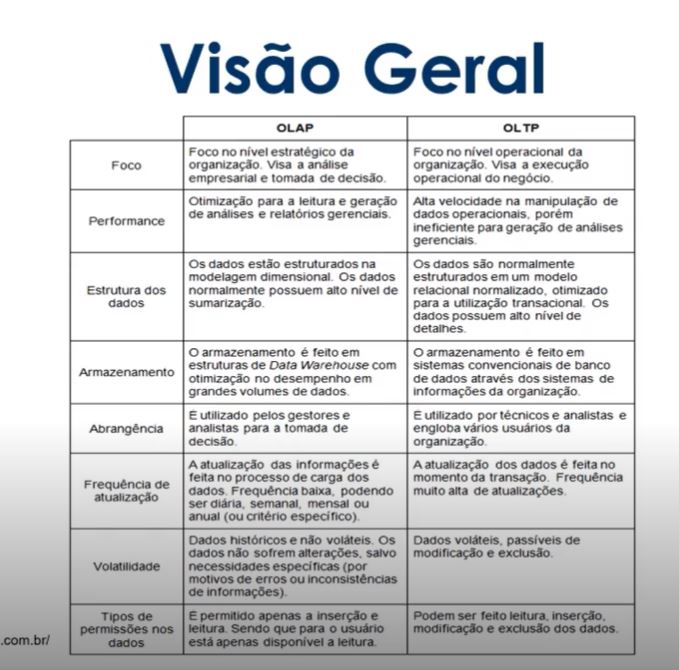 Visão Geral
OLAP
OLTP
Foco
Foco no nível estratégico da
organização. Visa a análise
empresarial e tomada de decisão.
Foco no nível operacional da
organização. Visa a execução
operacional do negócio.
Performance
Otimização para a leitura e geração
de análises e relatórios gerenciais.
Alta velocidade na manipulação de
dados operacionais, porém
ineficiente para geração de análises
gerenciais.
Estrutura dos
dados
Os dados estão estruturados na
modelagem dimensional. Os dados
normalmente possuem alto nível de
sumarização.
Os dados são normalmente
estruturados em um modelo
relacional normalizado, otimizado
para a utilização transacional. Os
dados possuem alto nível de
detalhes.
Armazenamento
O armazenamento é feito em
estruturas de Data Warehouse com
otimização no desempenho em
grandes volumes de dados.
O armazenamento é feito em
sistemas convencionais de banco
de dados através dos sistemas de
informações da organização.
Abrangência
É utilizado pelos gestores e
analistas para a tomada de
decisão.
É utilizado por técnicos e analistas e
engloba vários usuários da
organização.
Frequência de
atualização
A atualização das informações é
feita no processo de carga dos
dados. Frequência baixa, podendo
ser diária, semanal, mensal ou
anual (ou critério específico).
A atualização dos dados é feita no
momento da transação. Frequência
muito alta de atualizações.
Volatilidade
Dados históricos e não voláteis. Os
dados não sofrem alterações, salvo
necessidades específicas (por
motivos de erros ou inconsistências
de informações).
Dados voláteis, passíveis de
modificação e exclusão.
Tipos de
permissões nos
dados
É permitido apenas a inserção e
leitura. Sendo que para o usuário
está apenas disponível a leitura.
Podem ser feito leitura, inserção,
modificação e exclusão dos dados.
.com.br/